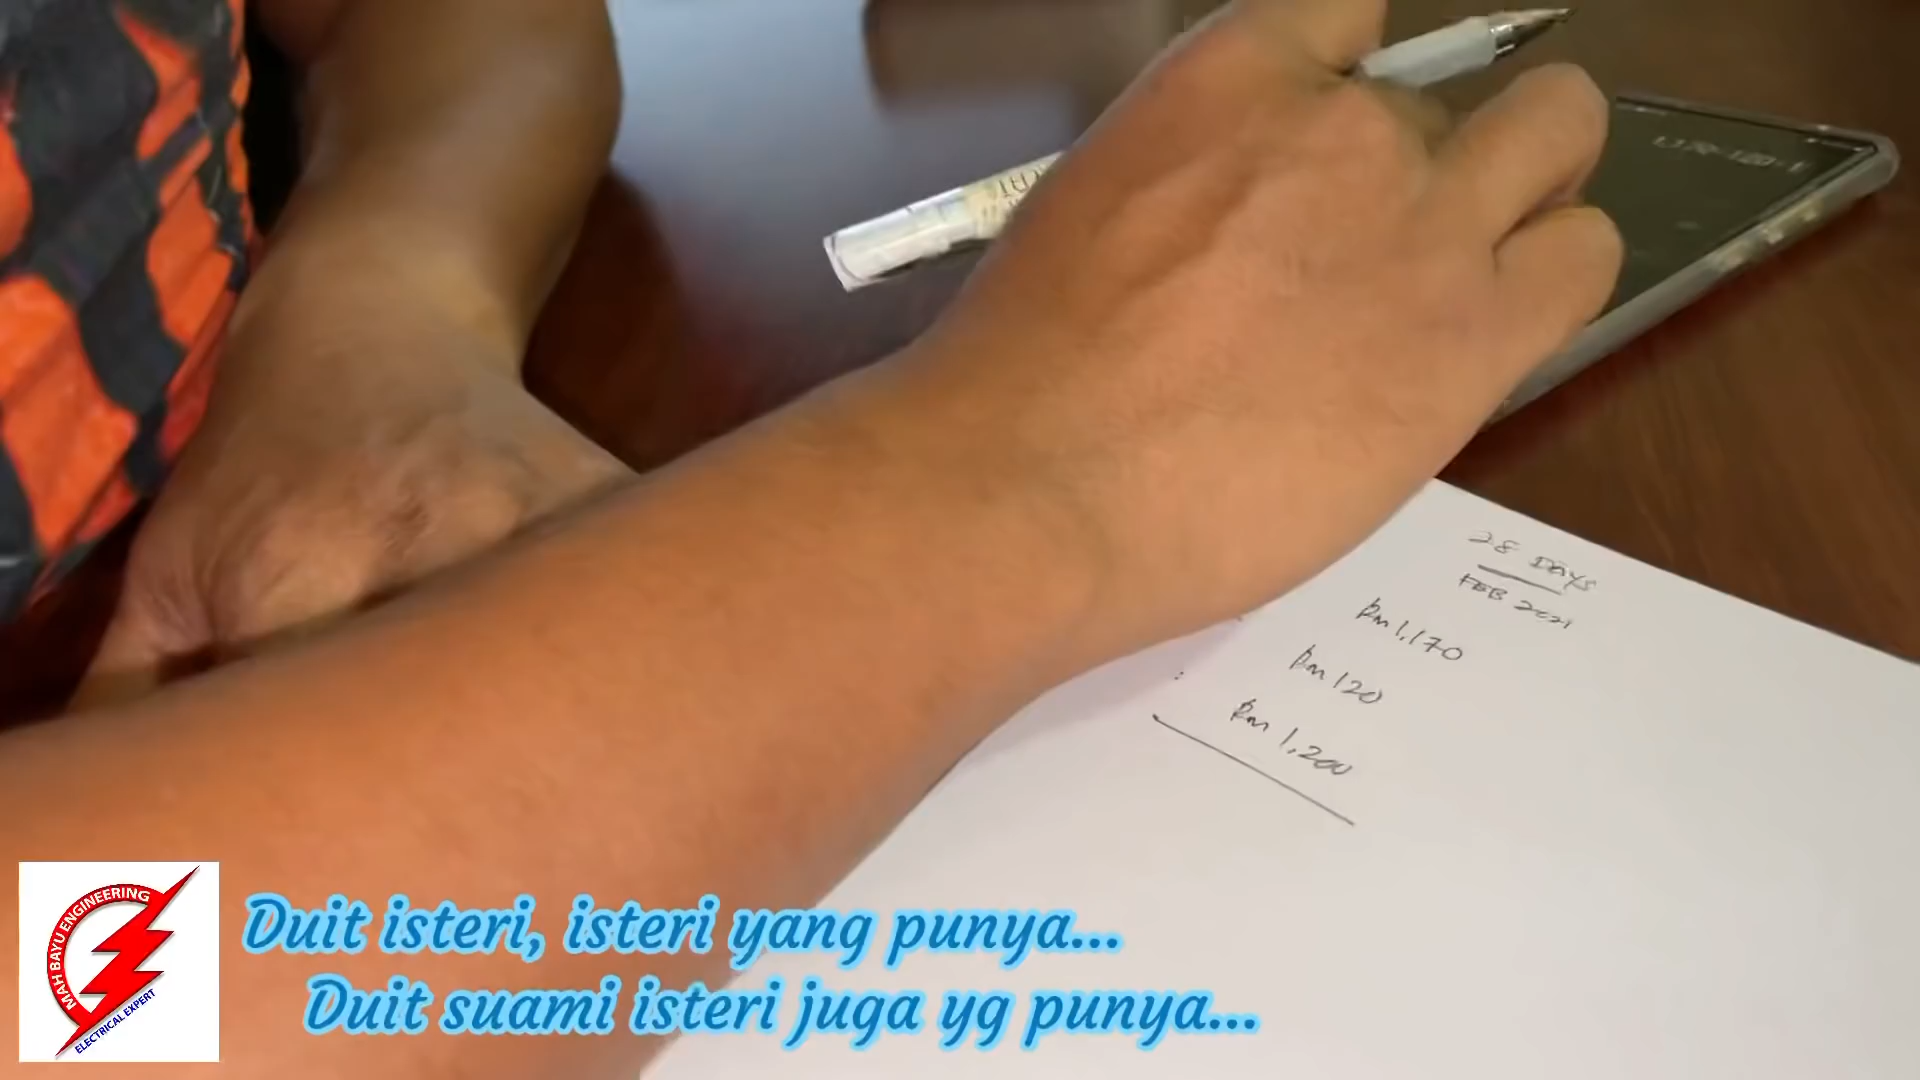 28 DAYS
FEB 2021
RM 1,170
RM 120
: RM 1,200
MAH BAYU ENGINEERING
ELECTRICAL EXPERT
Duit isteri, isteri yang punya...
Duit suami isteri juga yg punya...